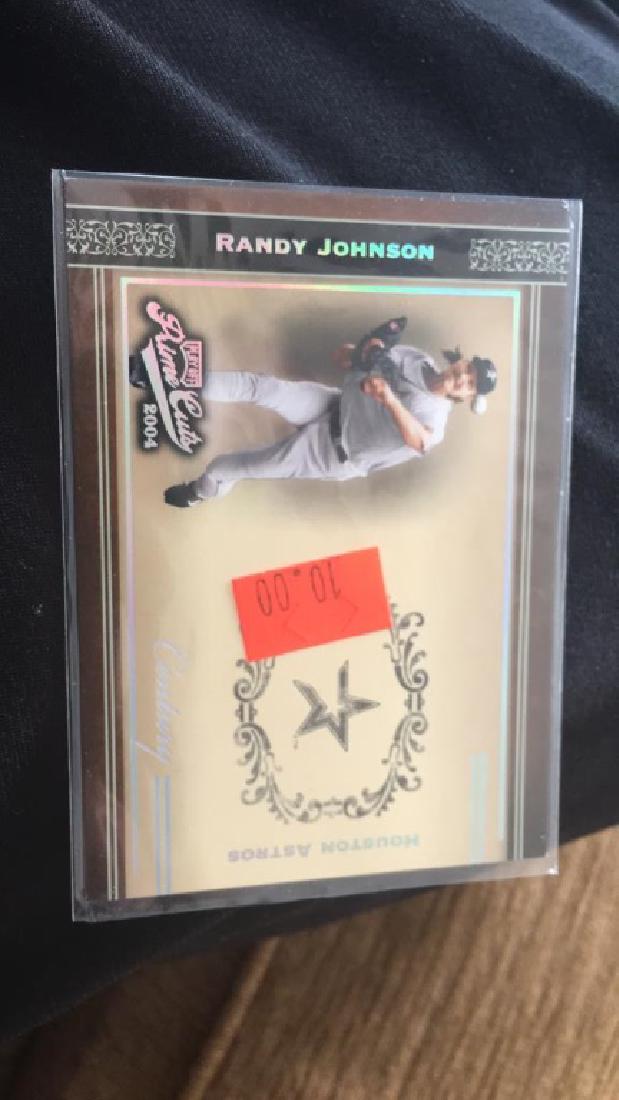 RANDY JOHNSON
PLAYOFF
Prime Cuts
2004
10.00
Century
HOUSTON ASTROS